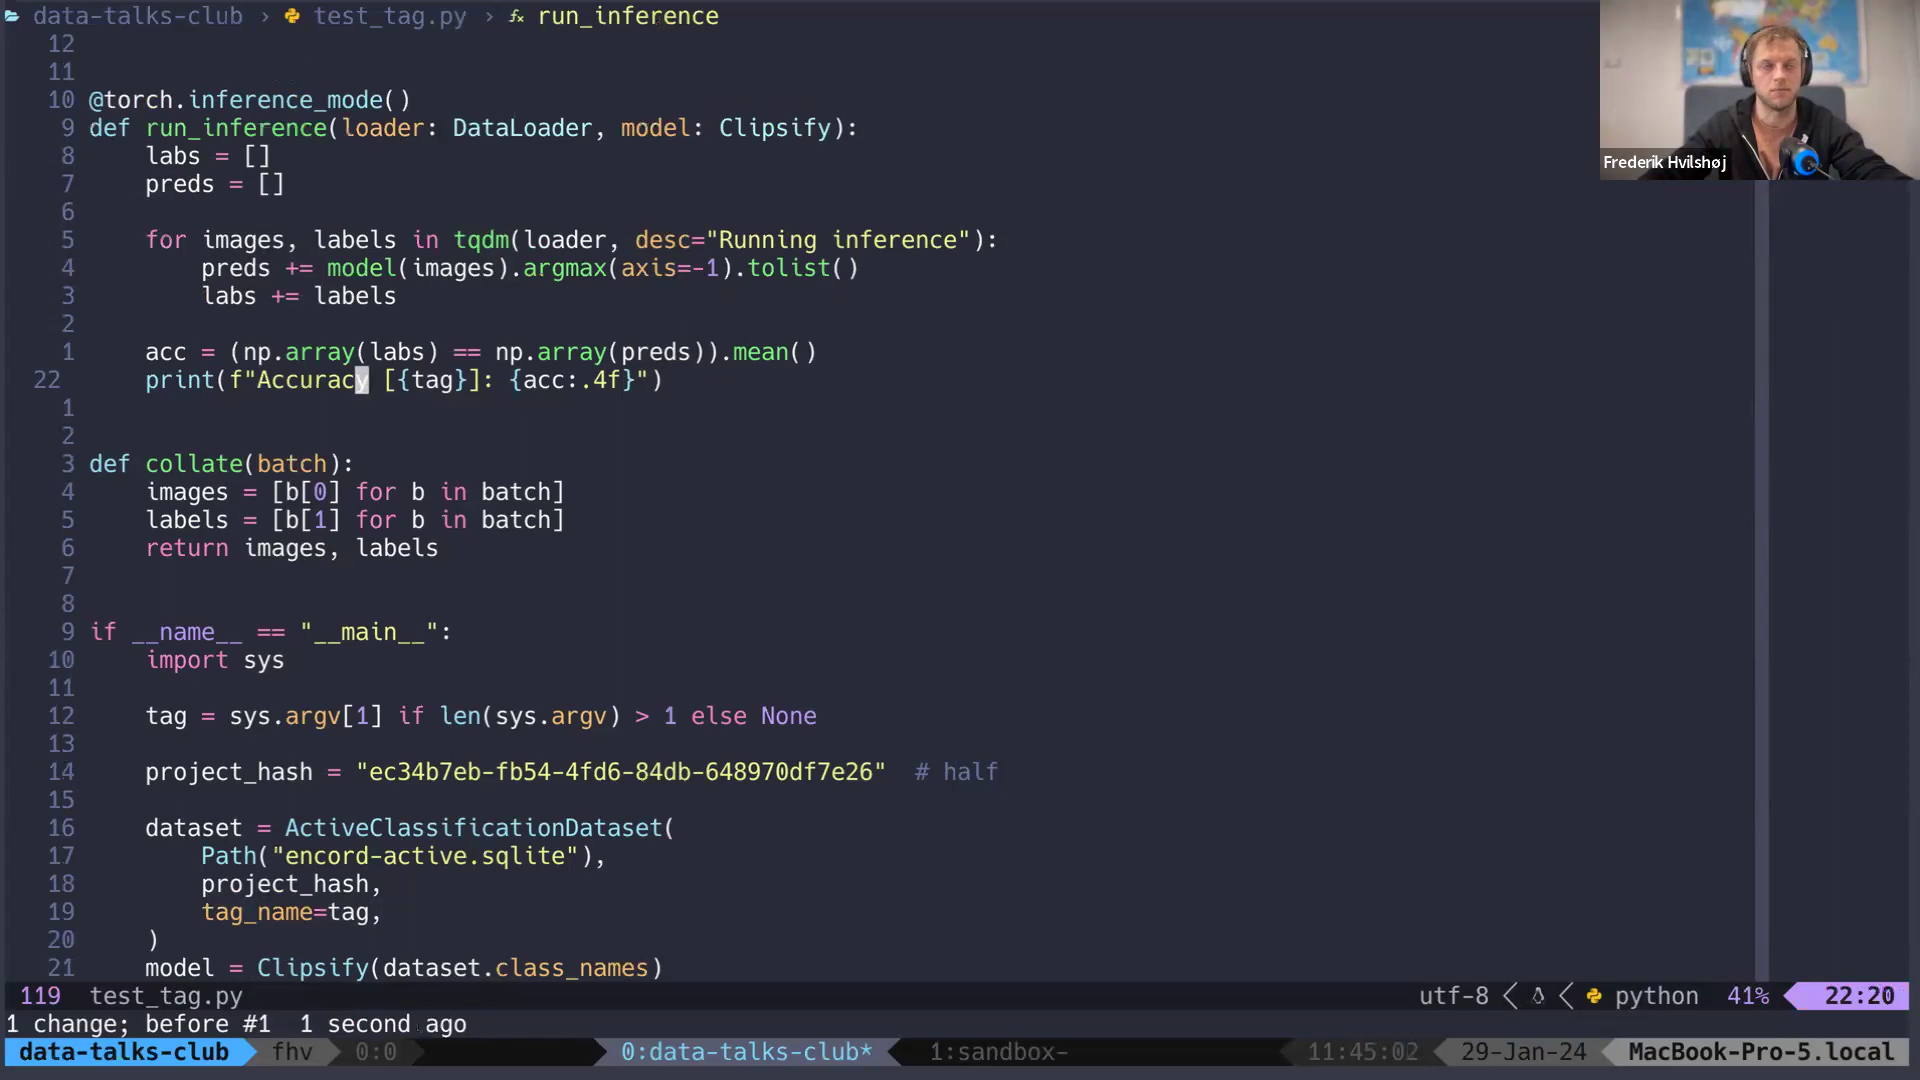 data-talks-club > test_tag.py > fx run_inference
12
11
10 @torch.inference_mode()
9 def run_inference(loader: DataLoader, model: Clipsify):
8     labs = []
7     preds = []
6
5     for images, labels in tqdm(loader, desc="Running inference"):
4         preds += model(images).argmax(axis=-1).tolist()
3         labs += labels
2
1     acc = (np.array(labs) == np.array(preds)).mean()
22     print(f"Accuracy [{tag}]: {acc:.4f}")
1
2
3 def collate(batch):
4     images = [b[0] for b in batch]
5     labels = [b[1] for b in batch]
6     return images, labels
7
8
9 if __name__ == "__main__":
10     import sys
11
12     tag = sys.argv[1] if len(sys.argv) > 1 else None
13
14     project_hash = "ec34b7eb-fb54-4fd6-84db-648970df7e26"  # half
15
16     dataset = ActiveClassificationDataset(
17         Path("encord-active.sqlite"),
18         project_hash,
19         tag_name=tag,
20     )
21     model = Clipsify(dataset.class_names)
119 test_tag.py utf-8 < < python 41% 22:20
1 change; before #1  1 second ago
data-talks-club fhv 0:0 0:data-talks-club* 1:sandbox- 11:45:02 29-Jan-24 MacBook-Pro-5.local
Frederik Hvilshøj